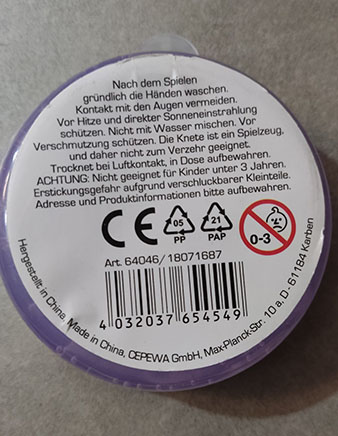 Nach dem Spielen
gründlich die Händen waschen.
Kontakt mit den Augen vermeiden.
Vor Hitze und direkter Sonneneinstrahlung
schützen. Nicht mit Wasser mischen. Vor
Verschmutzung schützen. Die Knete ist ein Spielzeug,
und daher nicht zum Verzehr geeignet.
Trocknet bei Luftkontakt, in Dose aufbewahren.
ACHTUNG: Nicht geeignet für Kinder unter 3 Jahren.
Erstickungsgefahr aufgrund verschluckbarer Kleinteile.
Adresse und Produktinformationen bitte aufbewahren.
CE
05
PP
21
PAP
0-3
Art. 64046/18071687
4 032037 654549
Hergestellt in China. Made in China, CEPEWA GmbH, Max-Planck-Str. 10 a, D - 61184 Karben